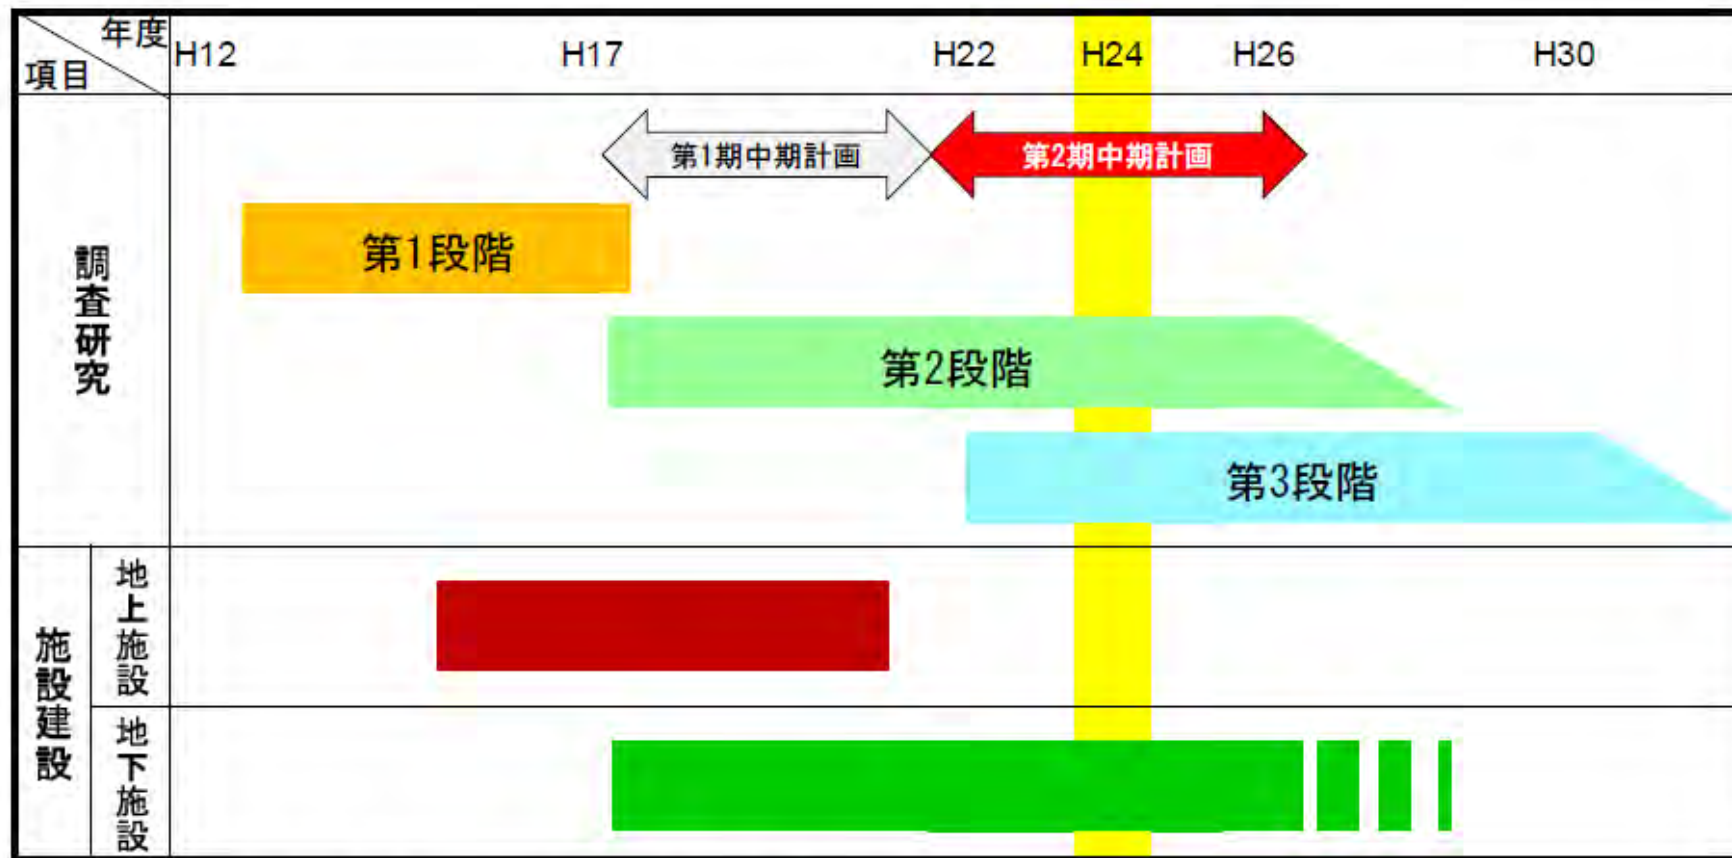 年度
項目
H12 H17 H22 H24 H26 H30
第1期中期計画 第2期中期計画
調査研究
第1段階
第2段階
第3段階
施設建設
地上施設
地下施設